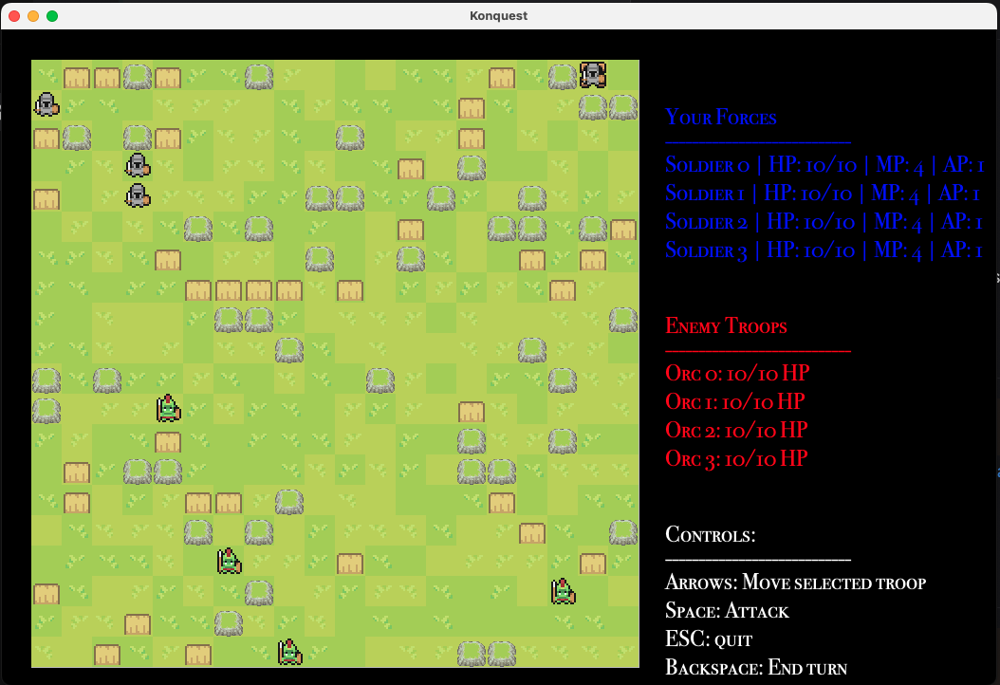 Konquest
Your Forces
Soldier 0 | HP: 10/10 | MP: 4 | AP: 1
Soldier 1 | HP: 10/10 | MP: 4 | AP: 1
Soldier 2 | HP: 10/10 | MP: 4 | AP: 1
Soldier 3 | HP: 10/10 | MP: 4 | AP: 1
Enemy Troops
Orc 0: 10/10 HP
Orc 1: 10/10 HP
Orc 2: 10/10 HP
Orc 3: 10/10 HP
Controls:
Arrows: Move selected troop
Space: Attack
ESC: quit
Backspace: End turn